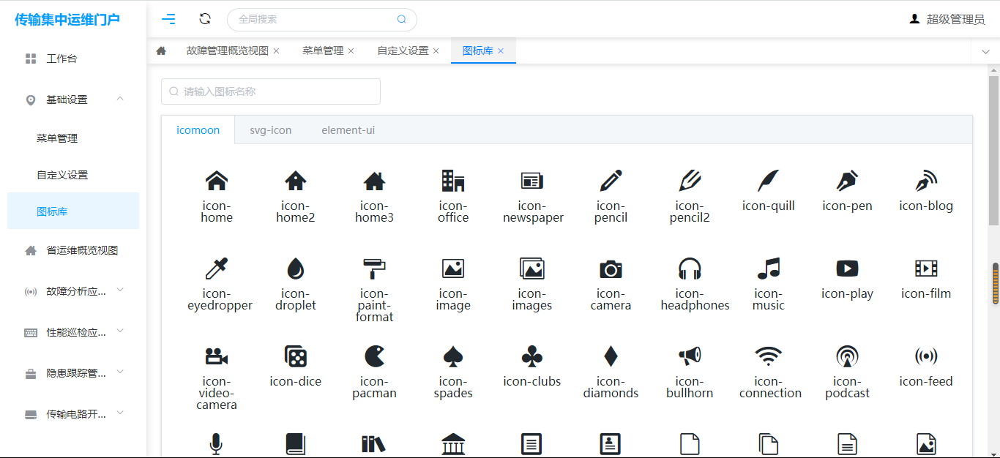 传输集中运维门户
全局搜索
超级管理员
工作台
基础设置
菜单管理
自定义设置
图标库
省运维概览视图
故障分析应...
性能巡检应...
隐患跟踪管...
传输电路开...
故障管理概览视图
菜单管理
自定义设置
图标库
请输入图标名称
icomoon
svg-icon
element-ui
icon-
home
icon-
home2
icon-
home3
icon-
office
icon-
newspaper
icon-
pencil
icon-
pencil2
icon-quill
icon-pen
icon-blog
icon-
eyedropper
icon-
droplet
icon-
paint-
format
icon-
image
icon-
images
icon-
camera
icon-
headphones
icon-
music
icon-play
icon-film
icon-
video-
camera
icon-dice
icon-
pacman
icon-
spades
icon-clubs
icon-
diamonds
icon-
bullhorn
icon-
connection
icon-
podcast
icon-feed